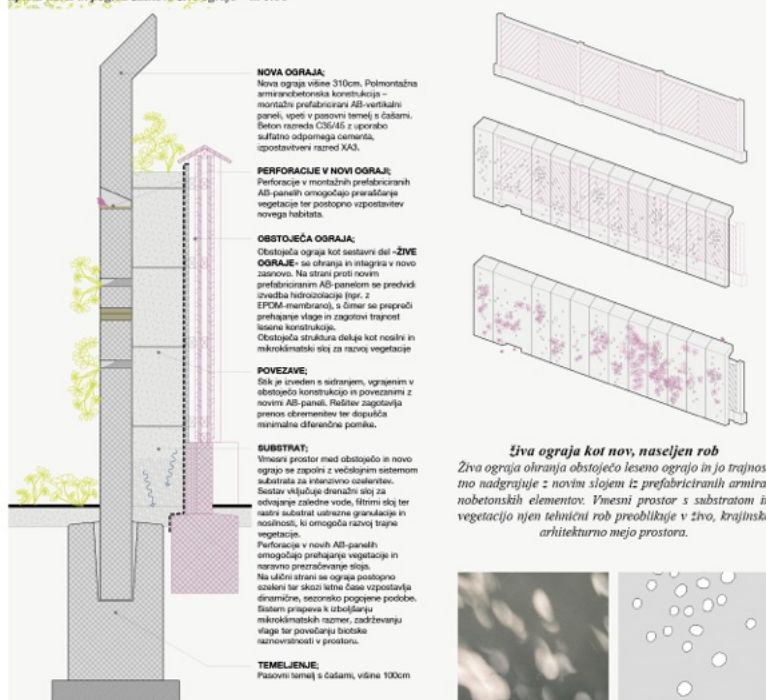 NOVA OGRAJA;
Nova ograja višine 310cm. Polmontažna
armiranobetonska konstrukcija –
montažni prefabricirani AB-vertikalni
paneli, vpeti v pasovni temelj s čašami.
Beton razreda C35/45 z uporabo
sulfatno odpornega cementa,
izpostavitveni razred XA3.
PERFORACIJE V NOVI OGRAJI;
Perforacije v montažnih prefabriciranih
AB-panelih omogočajo preraščanje
vegetacije ter postopno vzpostavitev
novega habitata.
OBSTOJEČA OGRAJA;
Obstoječa ograja kot sestavni del »ŽIVE
OGRAJE« se ohranja in integrira v novo
zasnovo. Na strani proti novim
prefabriciranim AB-panelom se predvidi
izvedba hidroizolacije (npr. z
EPDM-membrano), s čimer se prepreči
prehajanje vlage in zagotovi trajnost
lesene konstrukcije.
Obstoječa struktura deluje kot nosilni in
mikroklimatski sloj za razvoj vegetacije
POVEZAVE;
Stik je izveden s sidranjem, vgrajenim v
obstoječo konstrukcijo in povezanimi z
novimi AB-paneli. Rešitev zagotavlja
prenos obremenitev ter dopušča
minimalne diferenčne pomike.
SUBSTRAT;
Vmesni prostor med obstoječo in novo
ograjo se zapolni z večslojnim sistemom
substrata za intenzivno ozelenitev.
Sestav vključuje drenažni sloj za
odvajanje zaledne vode, filtrirni sloj ter
rastni substrat ustrezne granulacije in
nosilnosti, ki omogoča razvoj trajne
vegetacije.
Perforacije v novih AB-panelih
omogočajo prehajanje vegetacije in
naravno prezračevanje sloja.
Na ulični strani se ograja postopno
ozeleni ter skozi letne čase vzpostavlja
dinamične, sezonsko pogojene podobe.
Sistem prispeva k izboljšanju
mikroklimatskih razmer, zadrževanju
vlage ter povečanju biotske
raznovrstnosti v prostoru.
TEMELJENJE;
Pasovni temelj s čašami, višine 100cm
živa ograja kot nov, naseljen rob
Živa ograja ohranja obstoječo leseno ograjo in jo trajnos
tno nadgrajuje z novim slojem iz prefabriciranih armira
nobetonskih elementov. Vmesni prostor s substratom i
vegetacijo njen tehnični rob preoblikuje v živo, krajinsk
arhitekturno mejo prostora.